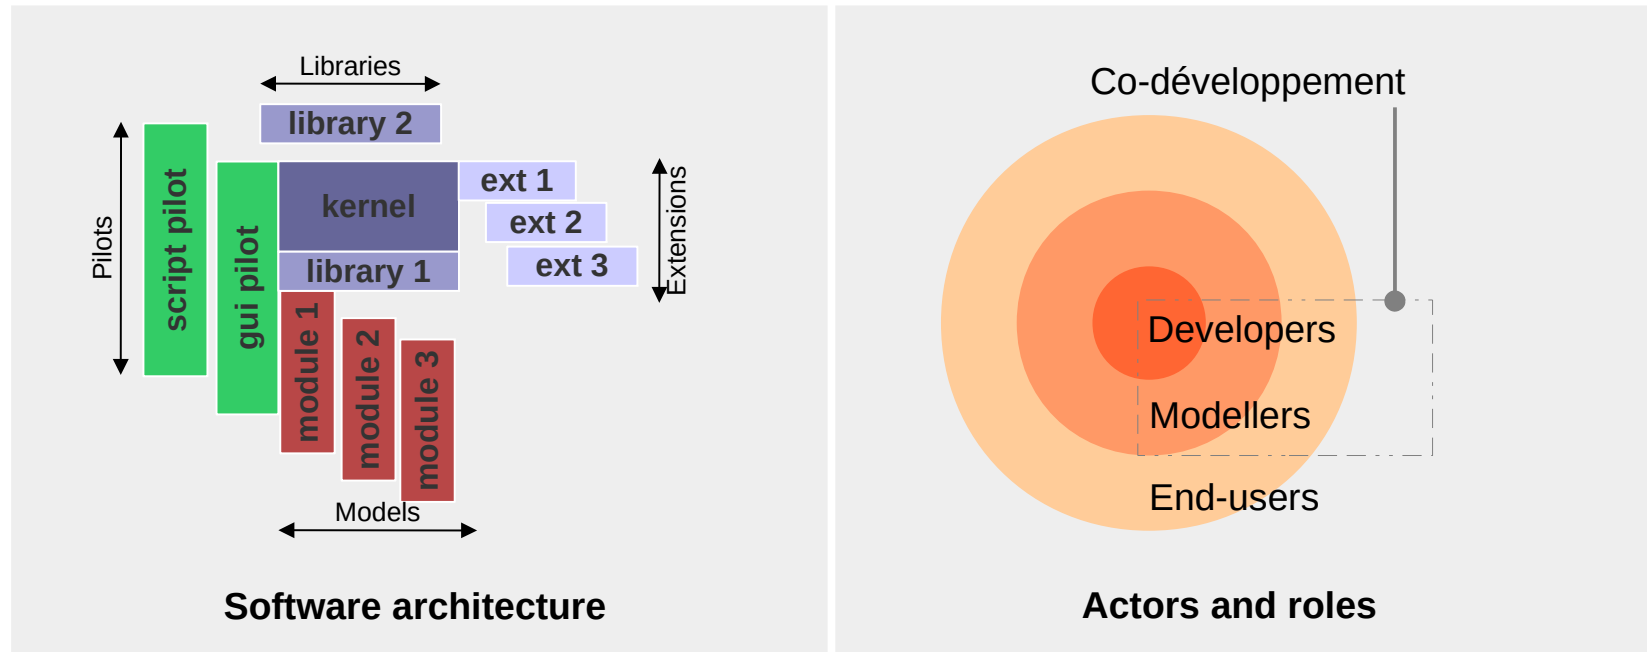 Libraries
library 2
Pilots
script pilot
gui pilot
kernel
library 1
ext 1
ext 2
ext 3
Extensions
module 1
module 2
module 3
Models
Software architecture
Co-développement
Developers
Modellers
End-users
Actors and roles